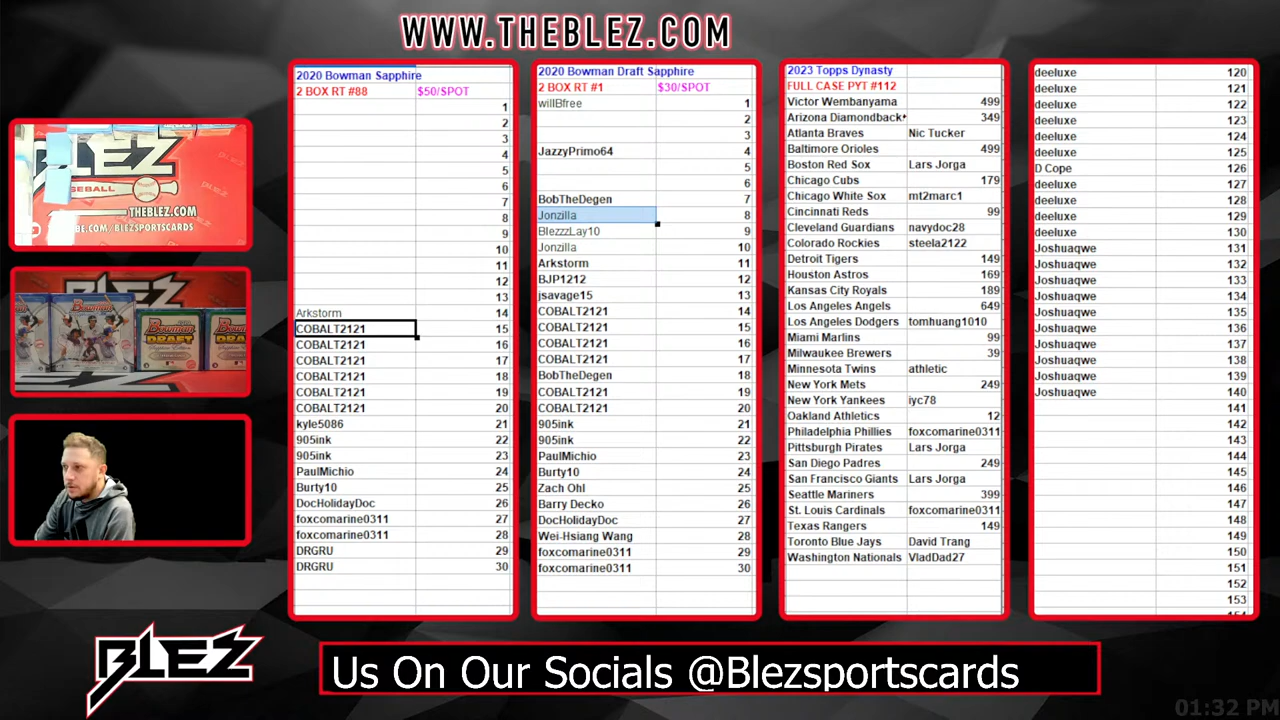 WWW.THEBLEZ.COM
BLEZ
BASEBALL
THEBLEZ.COM
BE.COM/BLEZSPORTSCARDS
Bowman
Bowman
DRAFT
Bowman
DRAFT
2020 Bowman Sapphire
2 BOX RT #88 $50/SPOT
1
2
3
4
5
6
7
8
9
10
11
12
13
Arkstorm 14
COBALT2121 15
COBALT2121 16
COBALT2121 17
COBALT2121 18
COBALT2121 19
COBALT2121 20
kyle5086 21
905ink 22
905ink 23
PaulMichio 24
Burty10 25
DocHolidayDoc 26
foxcomarine0311 27
foxcomarine0311 28
DRGRU 29
DRGRU 30
2020 Bowman Draft Sapphire
2 BOX RT #1 $30/SPOT
willBfree 1
2
3
JazzyPrimo64 4
5
6
BobTheDegen 7
Jonzilla 8
BlezzzLay10 9
Jonzilla 10
Arkstorm 11
BJP1212 12
jsavage15 13
COBALT2121 14
COBALT2121 15
COBALT2121 16
COBALT2121 17
BobTheDegen 18
COBALT2121 19
COBALT2121 20
905ink 21
905ink 22
PaulMichio 23
Burty10 24
Zach Ohl 25
Barry Decko 26
DocHolidayDoc 27
Wei-Hsiang Wang 28
foxcomarine0311 29
foxcomarine0311 30
2023 Topps Dynasty
FULL CASE PYT #112
Victor Wembanyama 499
Arizona Diamondback 349
Atlanta Braves Nic Tucker
Baltimore Orioles 499
Boston Red Sox Lars Jorga
Chicago Cubs 179
Chicago White Sox mt2marc1
Cincinnati Reds 99
Cleveland Guardians navydoc28
Colorado Rockies steela2122
Detroit Tigers 149
Houston Astros 169
Kansas City Royals 189
Los Angeles Angels 649
Los Angeles Dodgers tomhuang1010
Miami Marlins 99
Milwaukee Brewers 39
Minnesota Twins athletic
New York Mets 249
New York Yankees iyc78
Oakland Athletics 12
Philadelphia Phillies foxcomarine0311
Pittsburgh Pirates Lars Jorga
San Diego Padres 249
San Francisco Giants Lars Jorga
Seattle Mariners 399
St. Louis Cardinals foxcomarine0311
Texas Rangers 149
Toronto Blue Jays David Trang
Washington Nationals VladDad27
deeluxe 120
deeluxe 121
deeluxe 122
deeluxe 123
deeluxe 124
deeluxe 125
D Cope 126
deeluxe 127
deeluxe 128
deeluxe 129
deeluxe 130
Joshuaqwe 131
Joshuaqwe 132
Joshuaqwe 133
Joshuaqwe 134
Joshuaqwe 135
Joshuaqwe 136
Joshuaqwe 137
Joshuaqwe 138
Joshuaqwe 139
Joshuaqwe 140
141
142
143
144
145
146
147
148
149
150
151
152
153
BLEZ
Us On Our Socials @Blezsportscards
01:32 PM